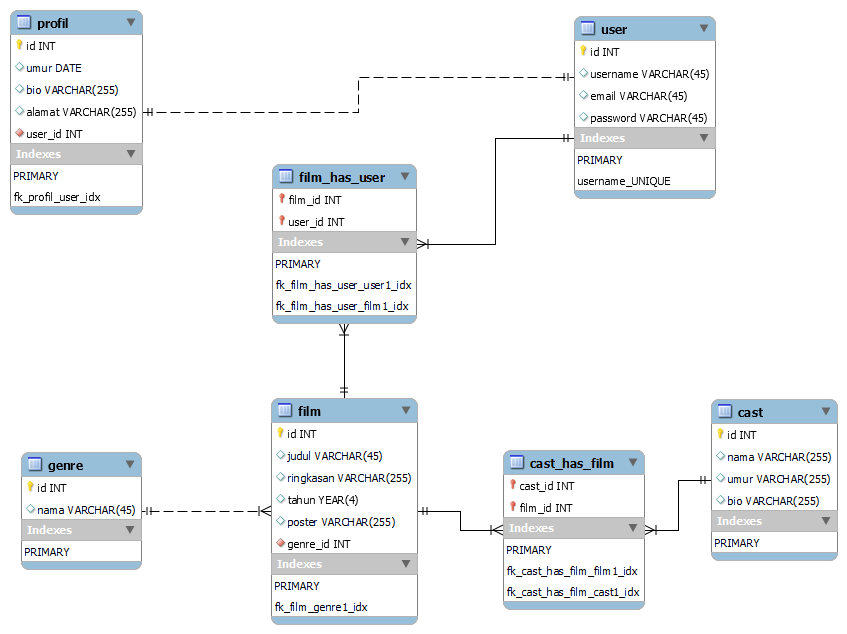 profil
id INT
umur DATE
bio VARCHAR(255)
alamat VARCHAR(255)
user_id INT
Indexes
PRIMARY
fk_profil_user_idx
user
id INT
username VARCHAR(45)
email VARCHAR(45)
password VARCHAR(45)
Indexes
PRIMARY
username_UNIQUE
film_has_user
film_id INT
user_id INT
Indexes
PRIMARY
fk_film_has_user_user1_idx
fk_film_has_user_film1_idx
genre
id INT
nama VARCHAR(45)
Indexes
PRIMARY
film
id INT
judul VARCHAR(45)
ringkasan VARCHAR(255)
tahun YEAR(4)
poster VARCHAR(255)
genre_id INT
Indexes
PRIMARY
fk_film_genre1_idx
cast_has_film
cast_id INT
film_id INT
Indexes
PRIMARY
fk_cast_has_film_film1_idx
fk_cast_has_film_cast1_idx
cast
id INT
nama VARCHAR(255)
umur VARCHAR(255)
bio VARCHAR(255)
Indexes
PRIMARY